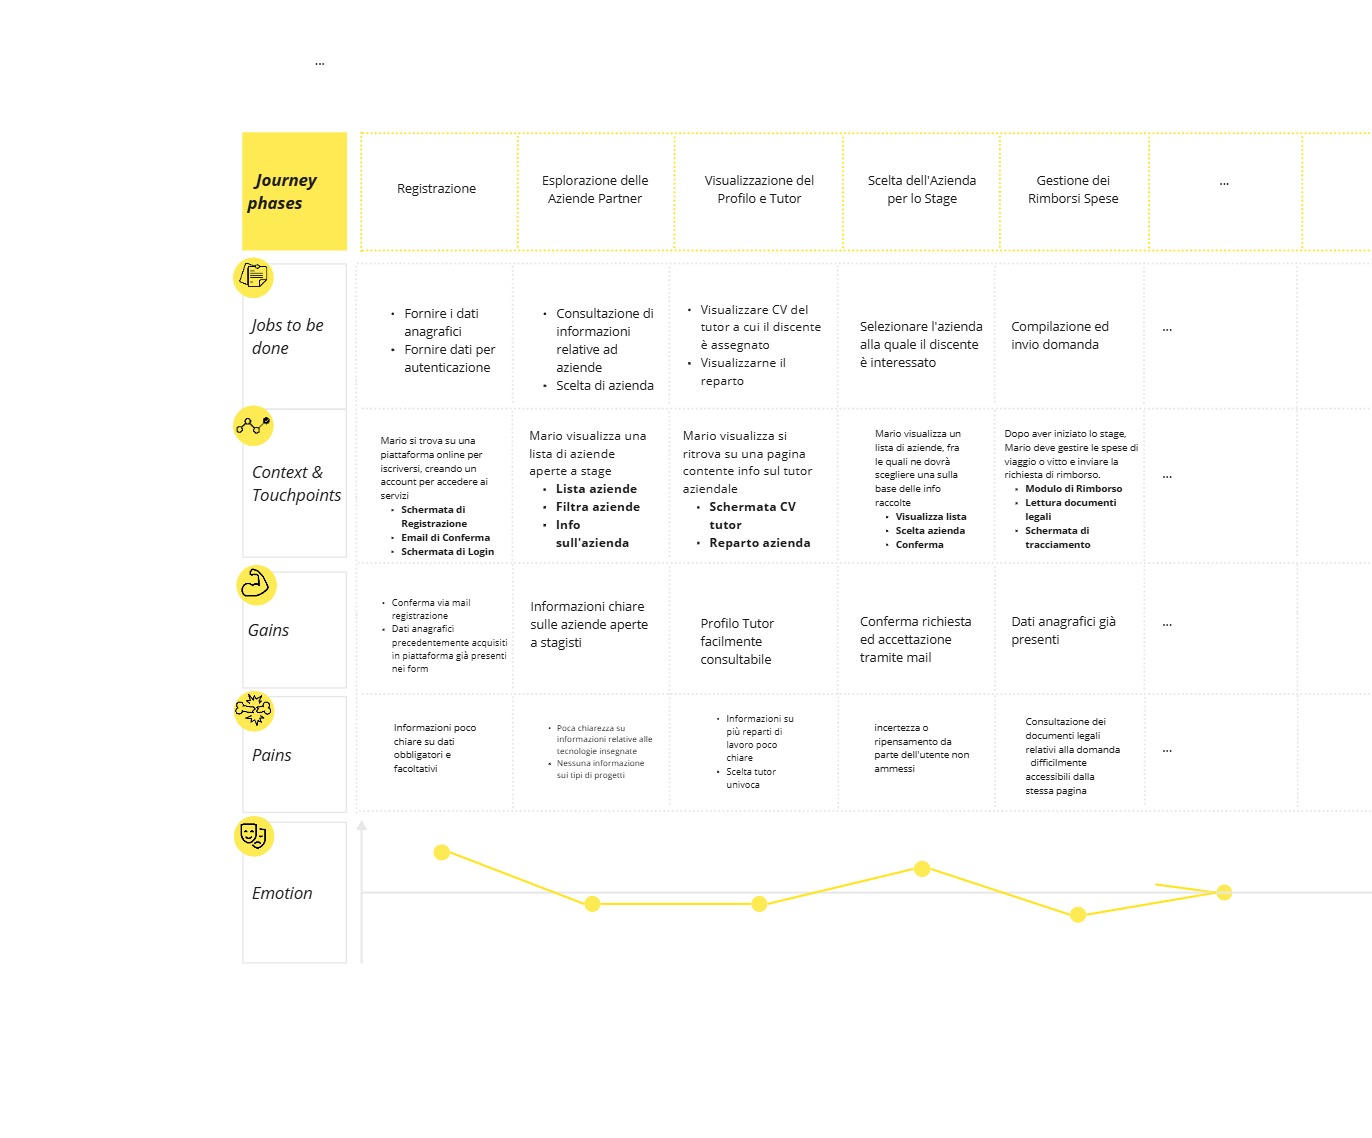 ...
Journey
phases
Registrazione
Esplorazione delle
Aziende Partner
Visualizzazione del
Profilo e Tutor
Scelta dell'Azienda
per lo Stage
Gestione dei
Rimborsi Spese
...
Jobs to be
done
• Fornire i dati
anagrafici
• Fornire dati per
autenticazione
• Consultazione di
informazioni
relative ad
aziende
• Scelta di azienda
• Visualizzare CV del
tutor a cui il discente
è assegnato
• Visualizzarne il
reparto
Selezionare l'azienda
alla quale il discente
è interessato
Compilazione ed
invio domanda
...
Context &
Touchpoints
Mario si trova su una
piattaforma online per
iscriversi, creando un
account per accedere ai
servizi
• Schermata di
Registrazione
• Email di Conferma
• Schermata di Login
Mario visualizza una
lista di aziende
aperte a stage
• Lista aziende
• Filtra aziende
• Info
sull'azienda
Mario visualizza si
ritrova su una pagina
contente info sul tutor
aziendale
• Schermata CV
tutor
• Reparto azienda
Mario visualizza un
lista di aziende, fra
le quali ne dovrà
scegliere una sulla
base delle info
raccolte
• Visualizza lista
• Scelta azienda
• Conferma
Dopo aver iniziato lo stage,
Mario deve gestire le spese di
viaggio o vitto e inviare la
richiesta di rimborso.
• Modulo di Rimborso
• Lettura documenti
legali
• Schermata di
tracciamento
...
Gains
• Conferma via mail
registrazione
• Dati anagrafici
precedentemente acquisiti
in piattaforma già presenti
nei form
Informazioni chiare
sulle aziende aperte
a stagisti
Profilo Tutor
facilmente
consultabile
Conferma richiesta
ed accettazione
tramite mail
Dati anagrafici già
presenti
...
Pains
Informazioni poco
chiare su dati
obbligatori e
facoltativi
• Poca chiarezza su
informazioni relative alle
tecnologie insegnate
• Nessuna informazione
sui tipi di progetti
• Informazioni su
più reparti di
lavoro poco
chiare
• Scelta tutor
univoca
incertezza o
ripensamento da
parte dell'utente non
ammessi
Consultazione dei
documenti legali
relativi alla domanda
difficilmente
accessibili dalla
stessa pagina
...
Emotion